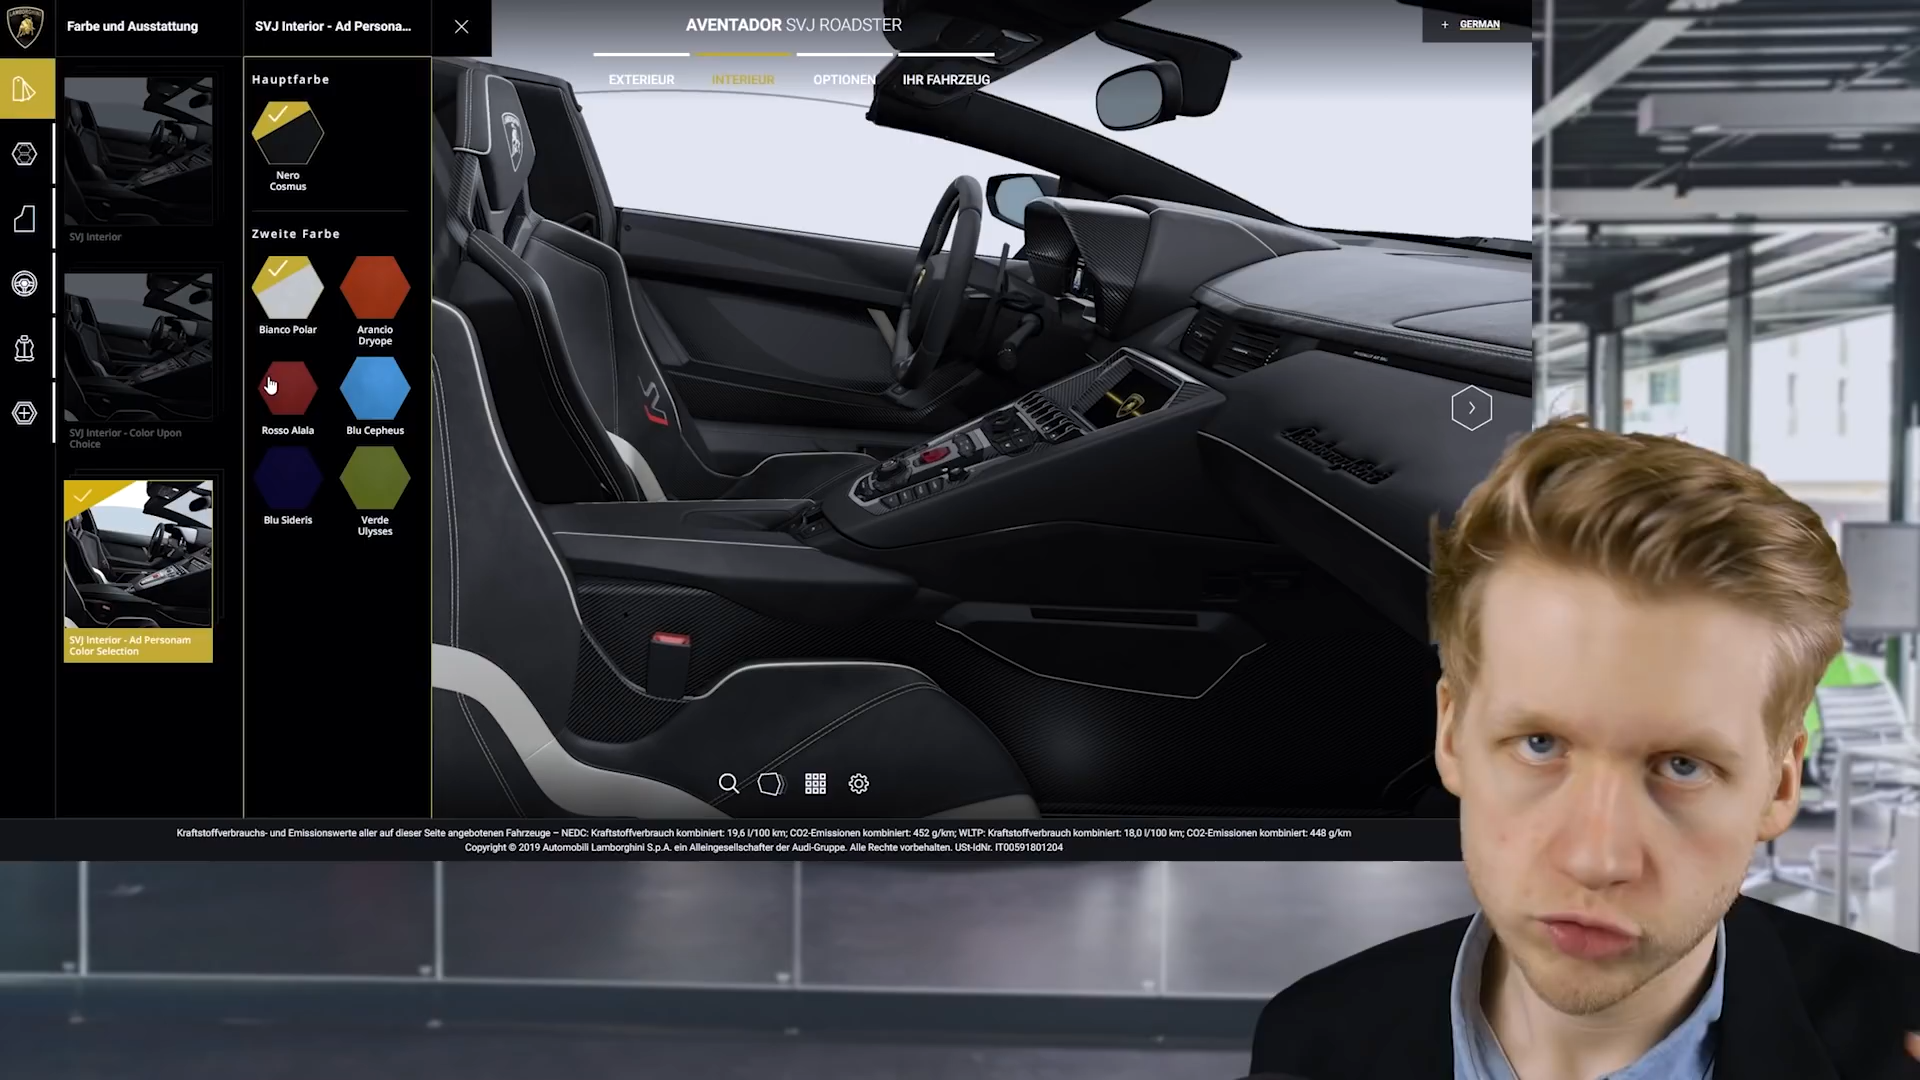 Farbe und Ausstattung
SVJ Interior - Ad Persona...
AVENTADOR SVJ ROADSTER
+ GERMAN
EXTERIEUR
INTERIEUR
OPTIONEN
IHR FAHRZEUG
Hauptfarbe
Nero
Cosmus
Zweite Farbe
Bianco Polar
Arancio
Dryope
Rosso Alala
Blu Cepheus
Blu Sideris
Verde
Ulysses
SVJ Interior
SVJ Interior - Color Upon
Choice
SVJ Interior - Ad Personam
Color Selection
Lamborghini
Kraftstoffverbrauchs- und Emissionswerte aller auf dieser Seite angebotenen Fahrzeuge – NEDC: Kraftstoffverbrauch kombiniert: 19,6 l/100 km; CO2-Emissionen kombiniert: 452 g/km; WLTP: Kraftstoffverbrauch kombiniert: 18,0 l/100 km; CO2-Emissionen kombiniert: 448 g/km
Copyright © 2019 Automobili Lamborghini S.p.A. ein Alleingesellschafter der Audi-Gruppe. Alle Rechte vorbehalten. USt-IdNr. IT00591801204